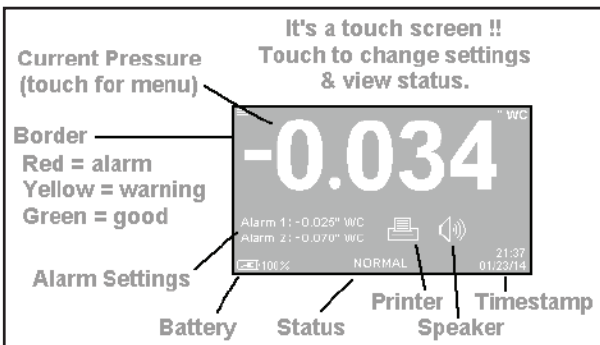 It's a touch screen !!
Touch to change settings
& view status.
Current Pressure
(touch for menu)
Border
Red = alarm
Yellow = warning
Green = good
" WC
-0.034
Alarm 1: -0.025" WC
Alarm 2: -0.070" WC
100%
NORMAL
21:37
01/23/14
Alarm Settings
Printer
Timestamp
Battery
Status
Speaker